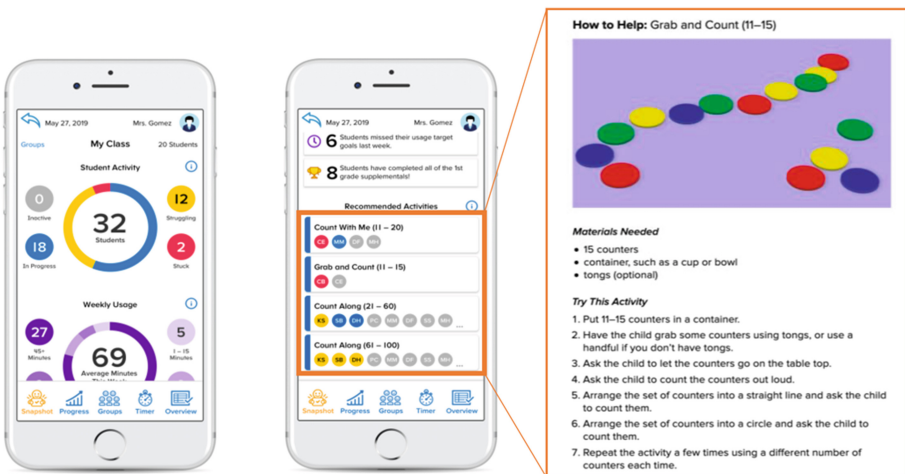 May 27, 2019
Mrs. Gomez
Groups
My Class
20 Students
Student Activity
0
Inactive
12
Struggling
32
Students
18
In Progress
2
Stuck
Weekly Usage
27
45+
Minutes
5
1 – 15
Minutes
69
Average Minutes
This Week
Snapshot
Progress
Groups
Timer
Overview
May 27, 2019
Mrs. Gomez
6 Students missed their usage target
goals last week.
8 Students have completed all of the 1st
grade supplementals!
Recommended Activities
Count With Me (11 – 20)
CE MM DF MH
Grab and Count (11 – 15)
CB CE
Count Along (21 – 60)
KS SB DH PC MM DF SS MH ...
Count Along (61 – 100)
KS SB DH PC MM DF SS MH ...
Snapshot
Progress
Groups
Timer
Overview
How to Help: Grab and Count (11–15)
Materials Needed
• 15 counters
• container, such as a cup or bowl
• tongs (optional)
Try This Activity
1. Put 11–15 counters in a container.
2. Have the child grab some counters using tongs, or use a
handful if you don't have tongs.
3. Ask the child to let the counters go on the table top.
4. Ask the child to count the counters out loud.
5. Arrange the set of counters into a straight line and ask the child
to count them.
6. Arrange the set of counters into a circle and ask the child to
count them.
7. Repeat the activity a few times using a different number of
counters each time.